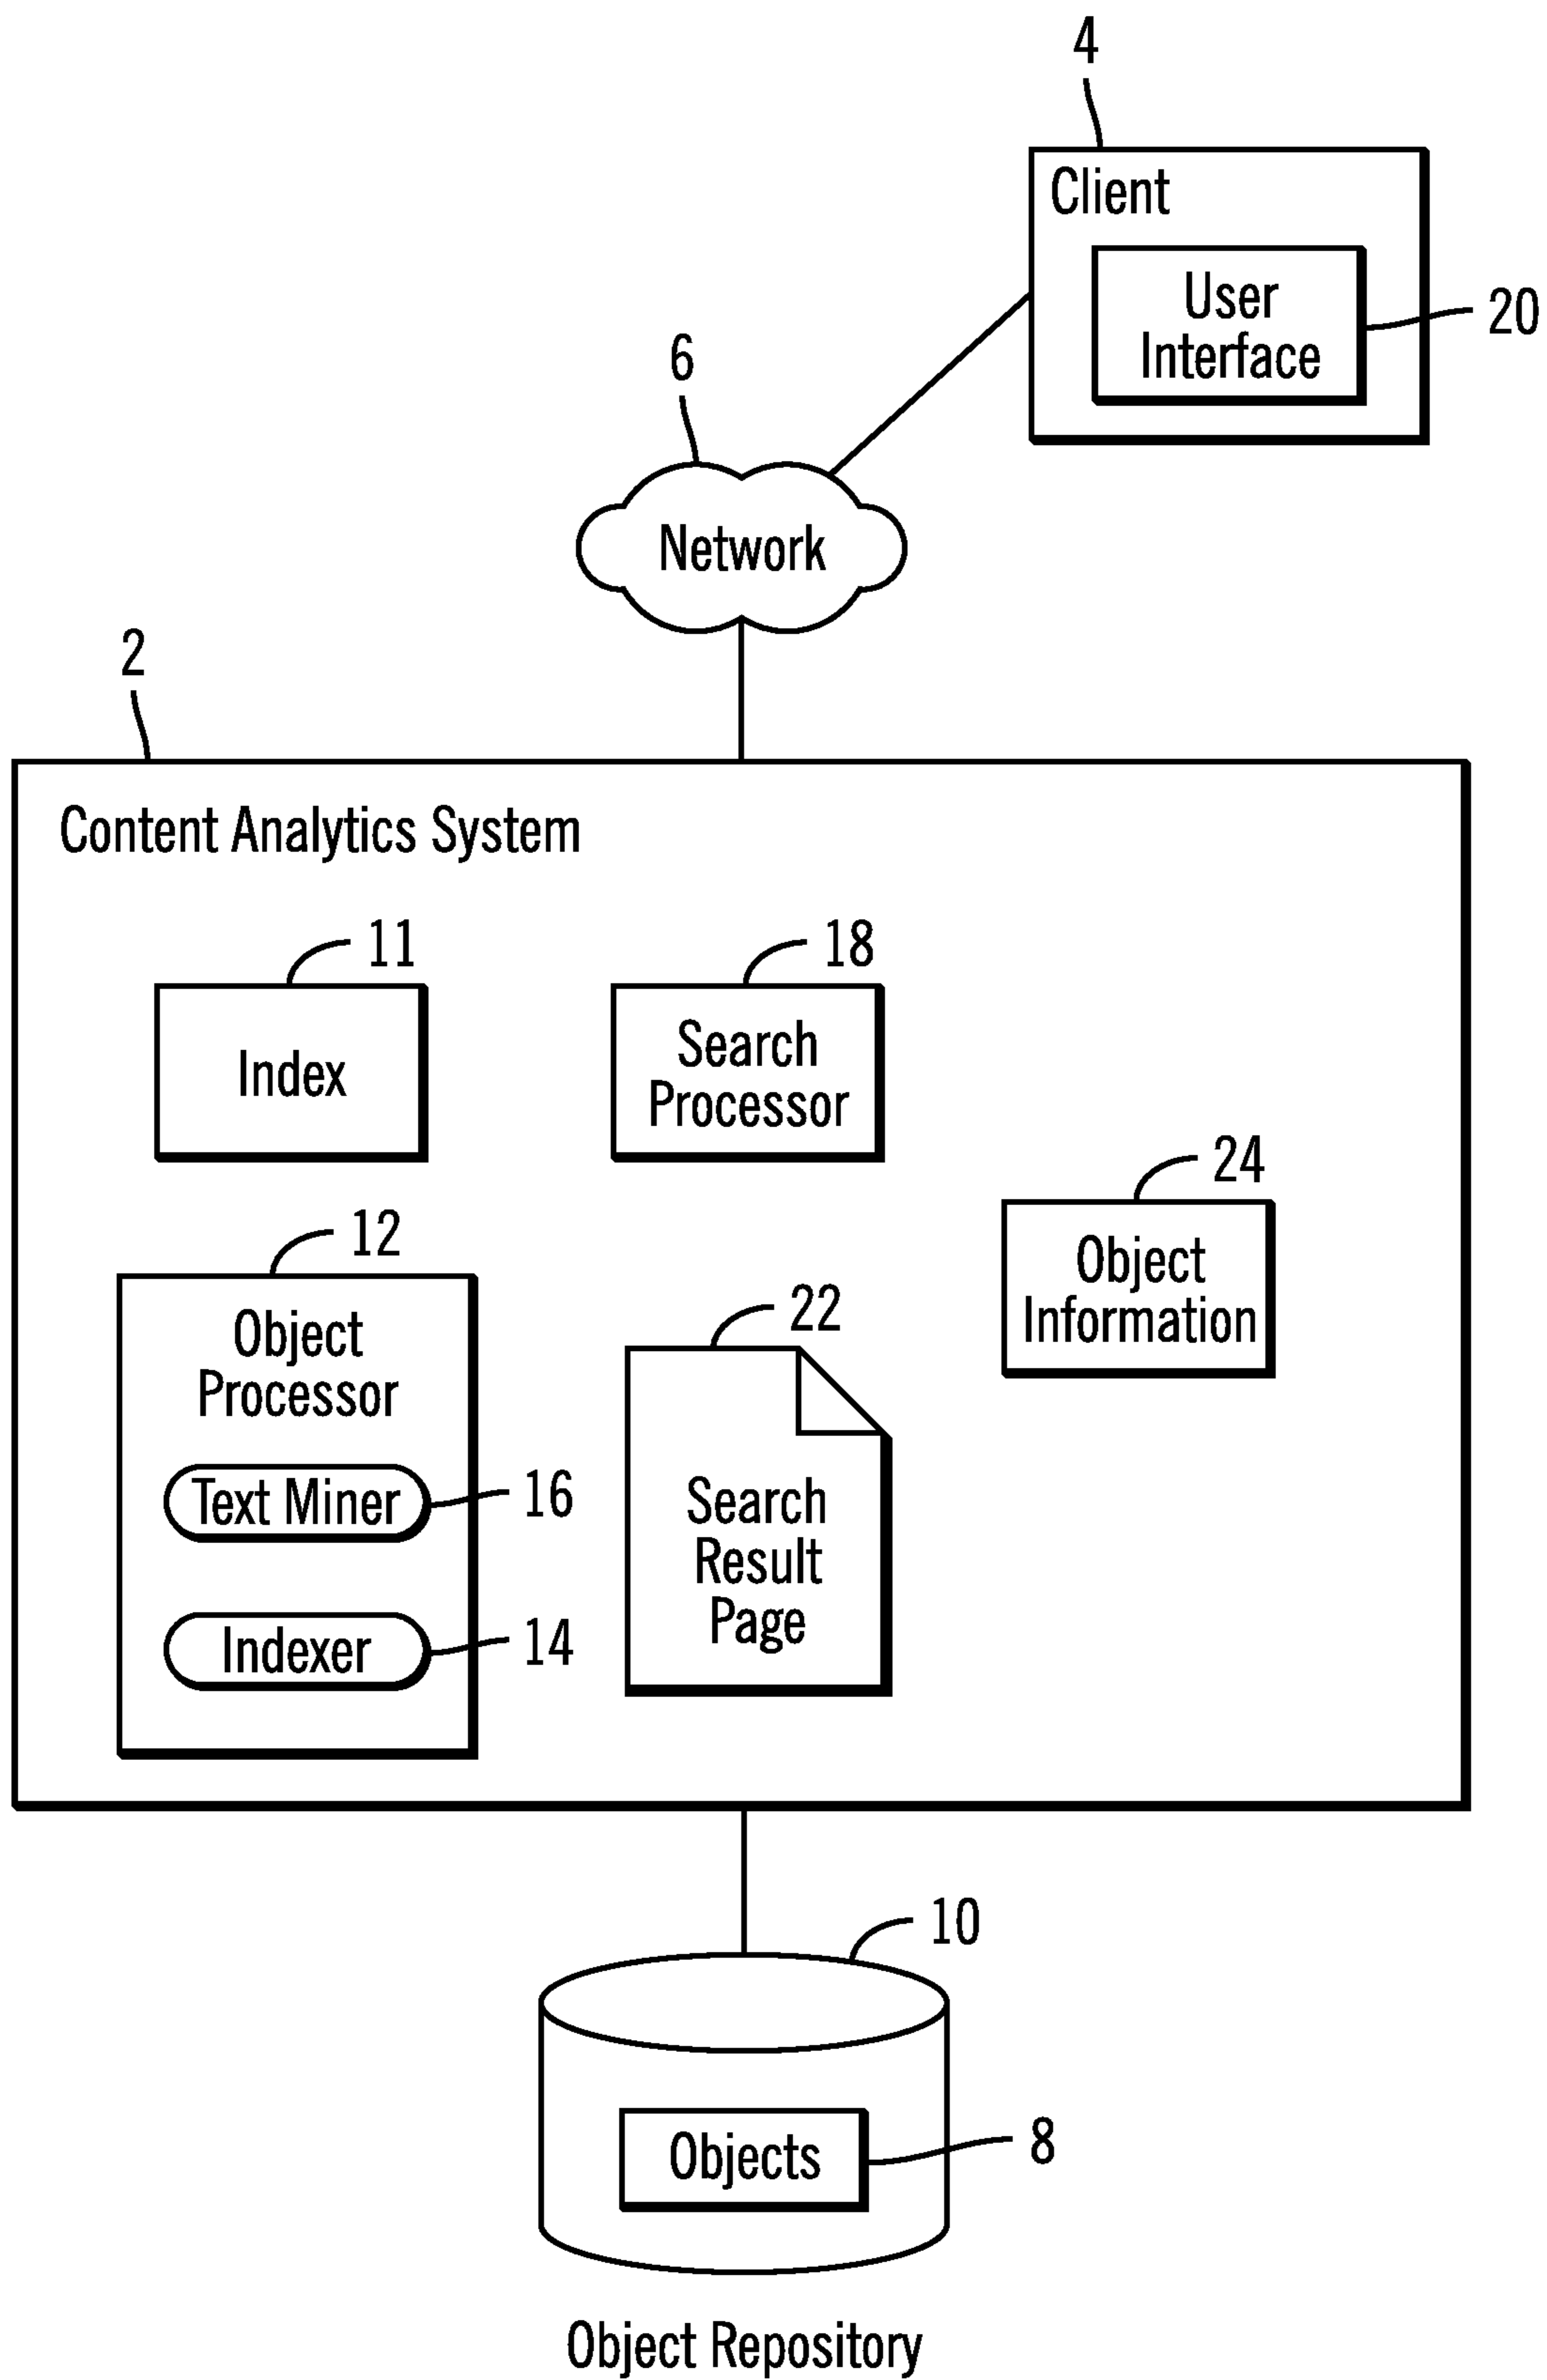 4
Client
User
Interface
20
6
Network
2
Content Analytics System
11
Index
18
Search
Processor
24
Object
Information
12
Object
Processor
Text Miner
16
Indexer
14
22
Search
Result
Page
10
Objects
8
Object Repository